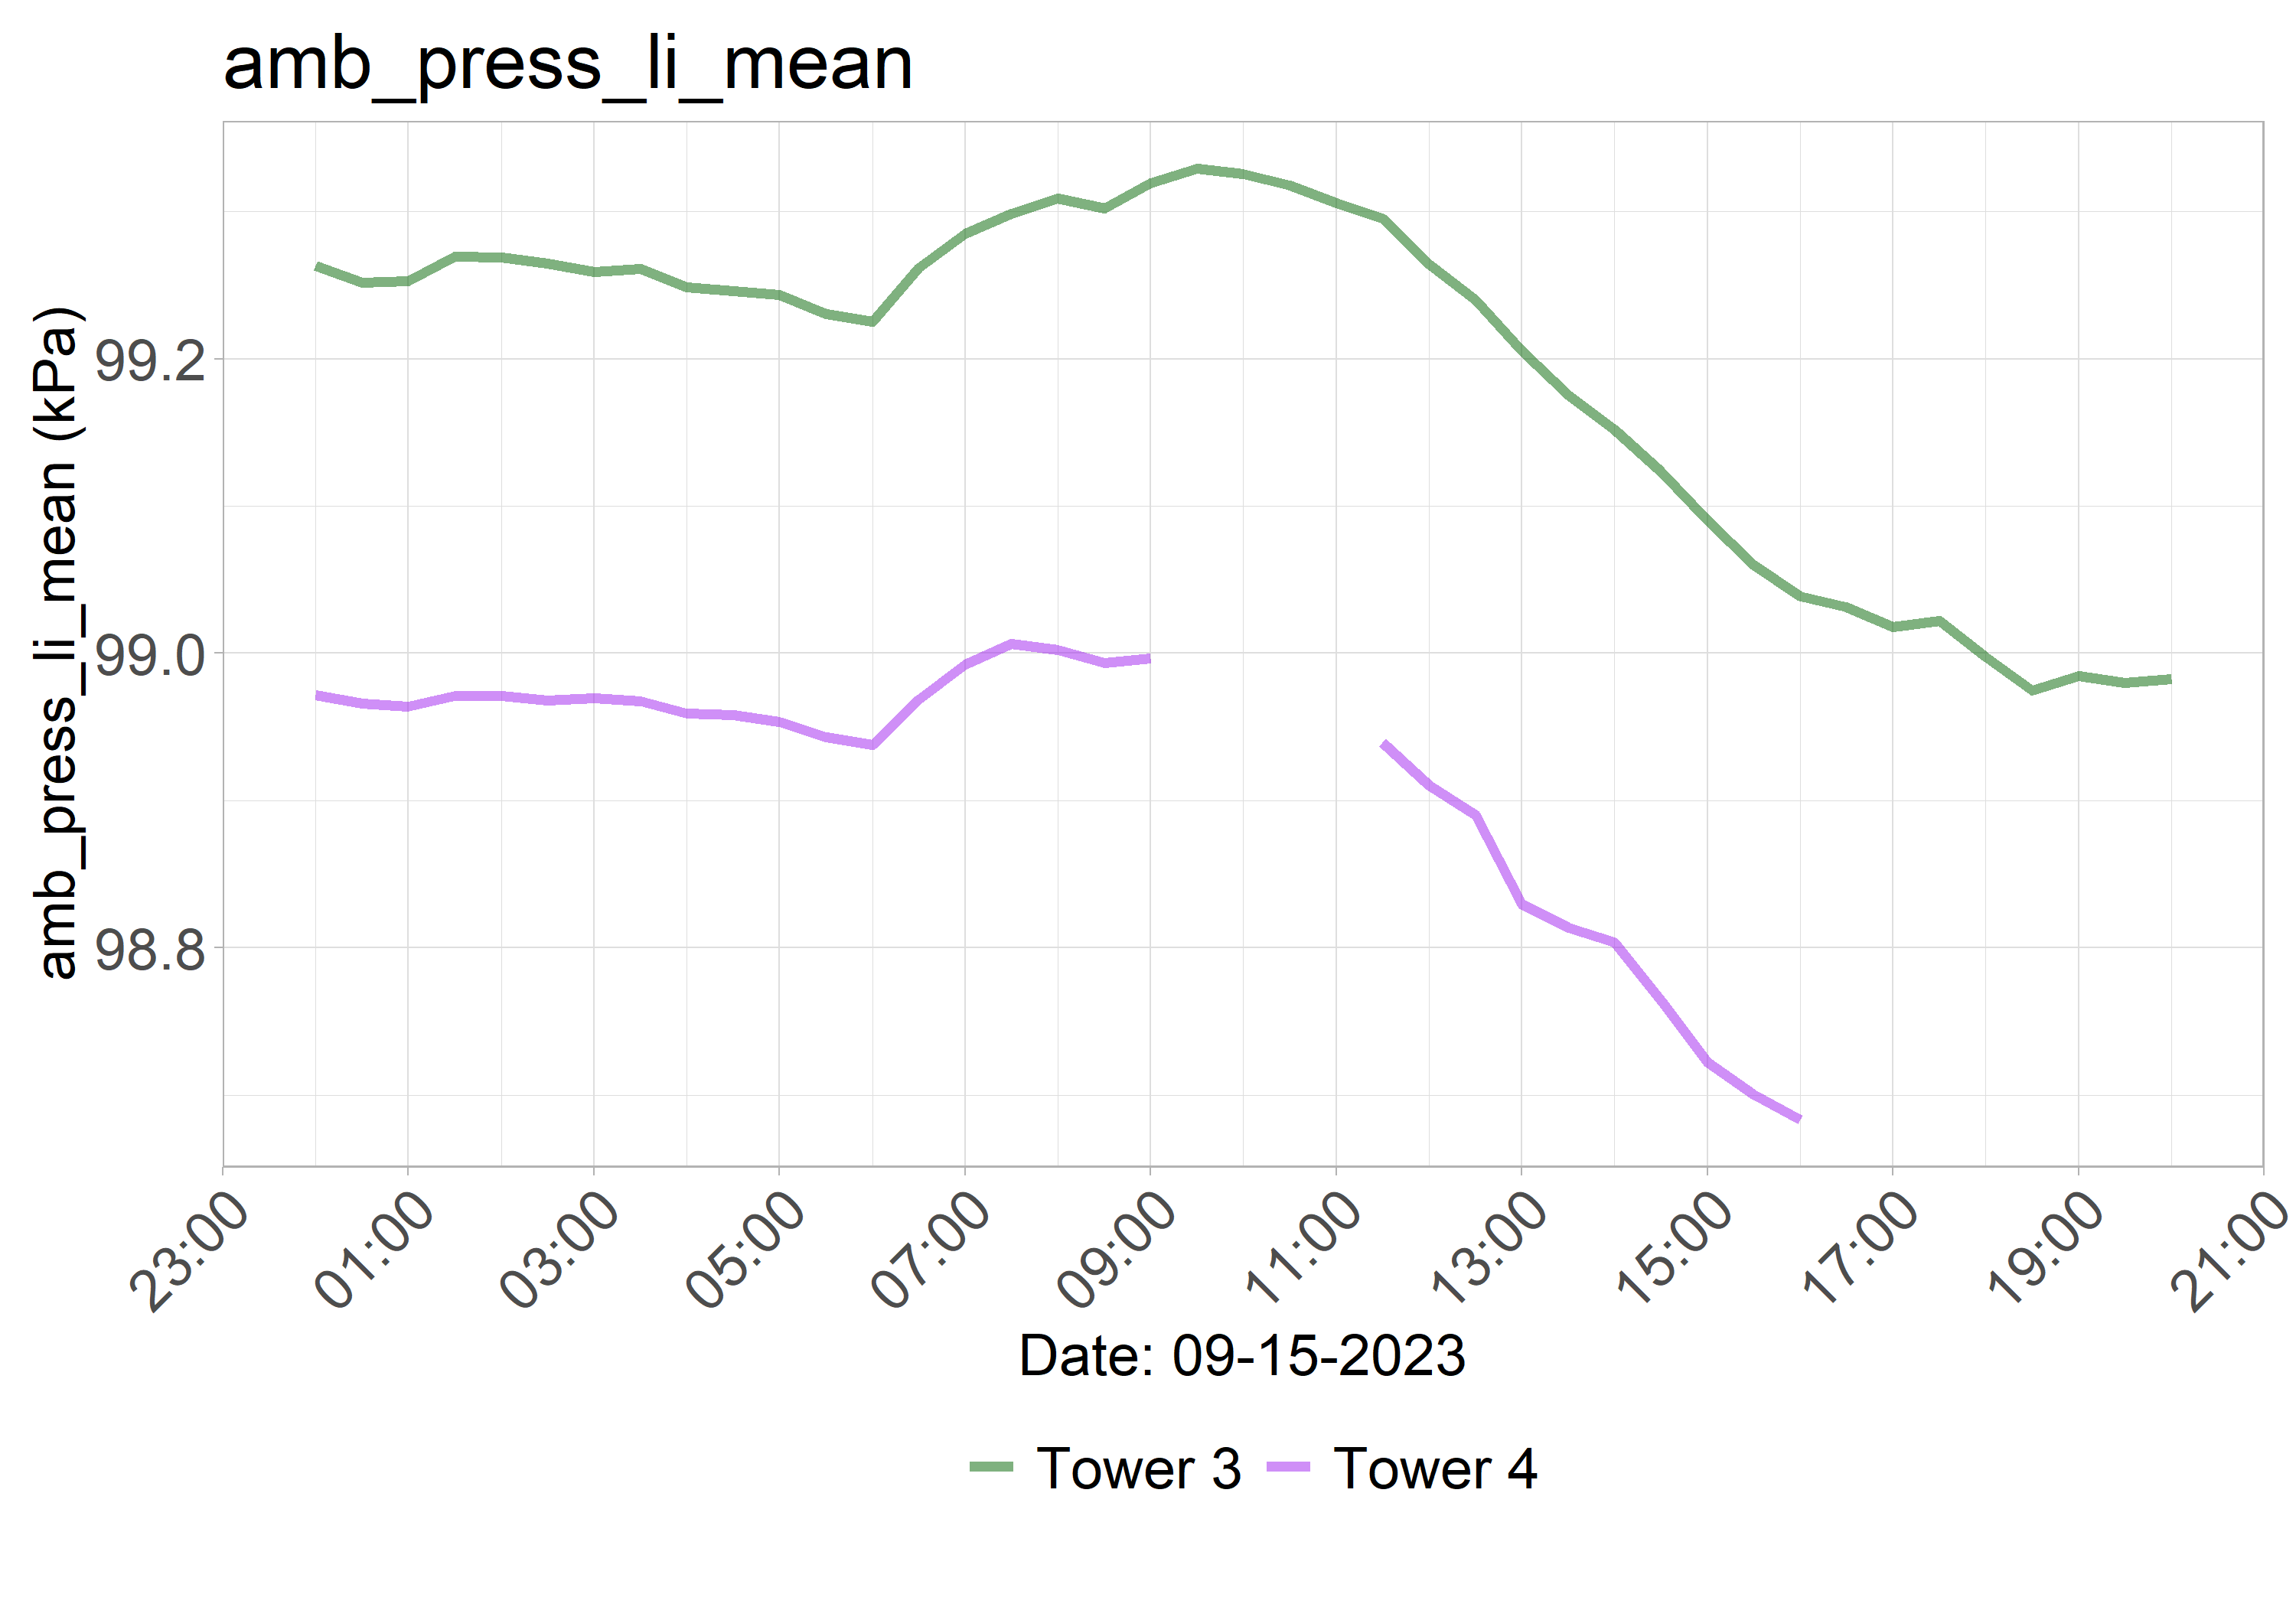 amb_press_li_mean
amb_press_li_mean (kPa)
99.2
99.0
98.8
23:00 01:00 03:00 05:00 07:00 09:00 11:00 13:00 15:00 17:00 19:00 21:00
Date: 09-15-2023
Tower 3 Tower 4